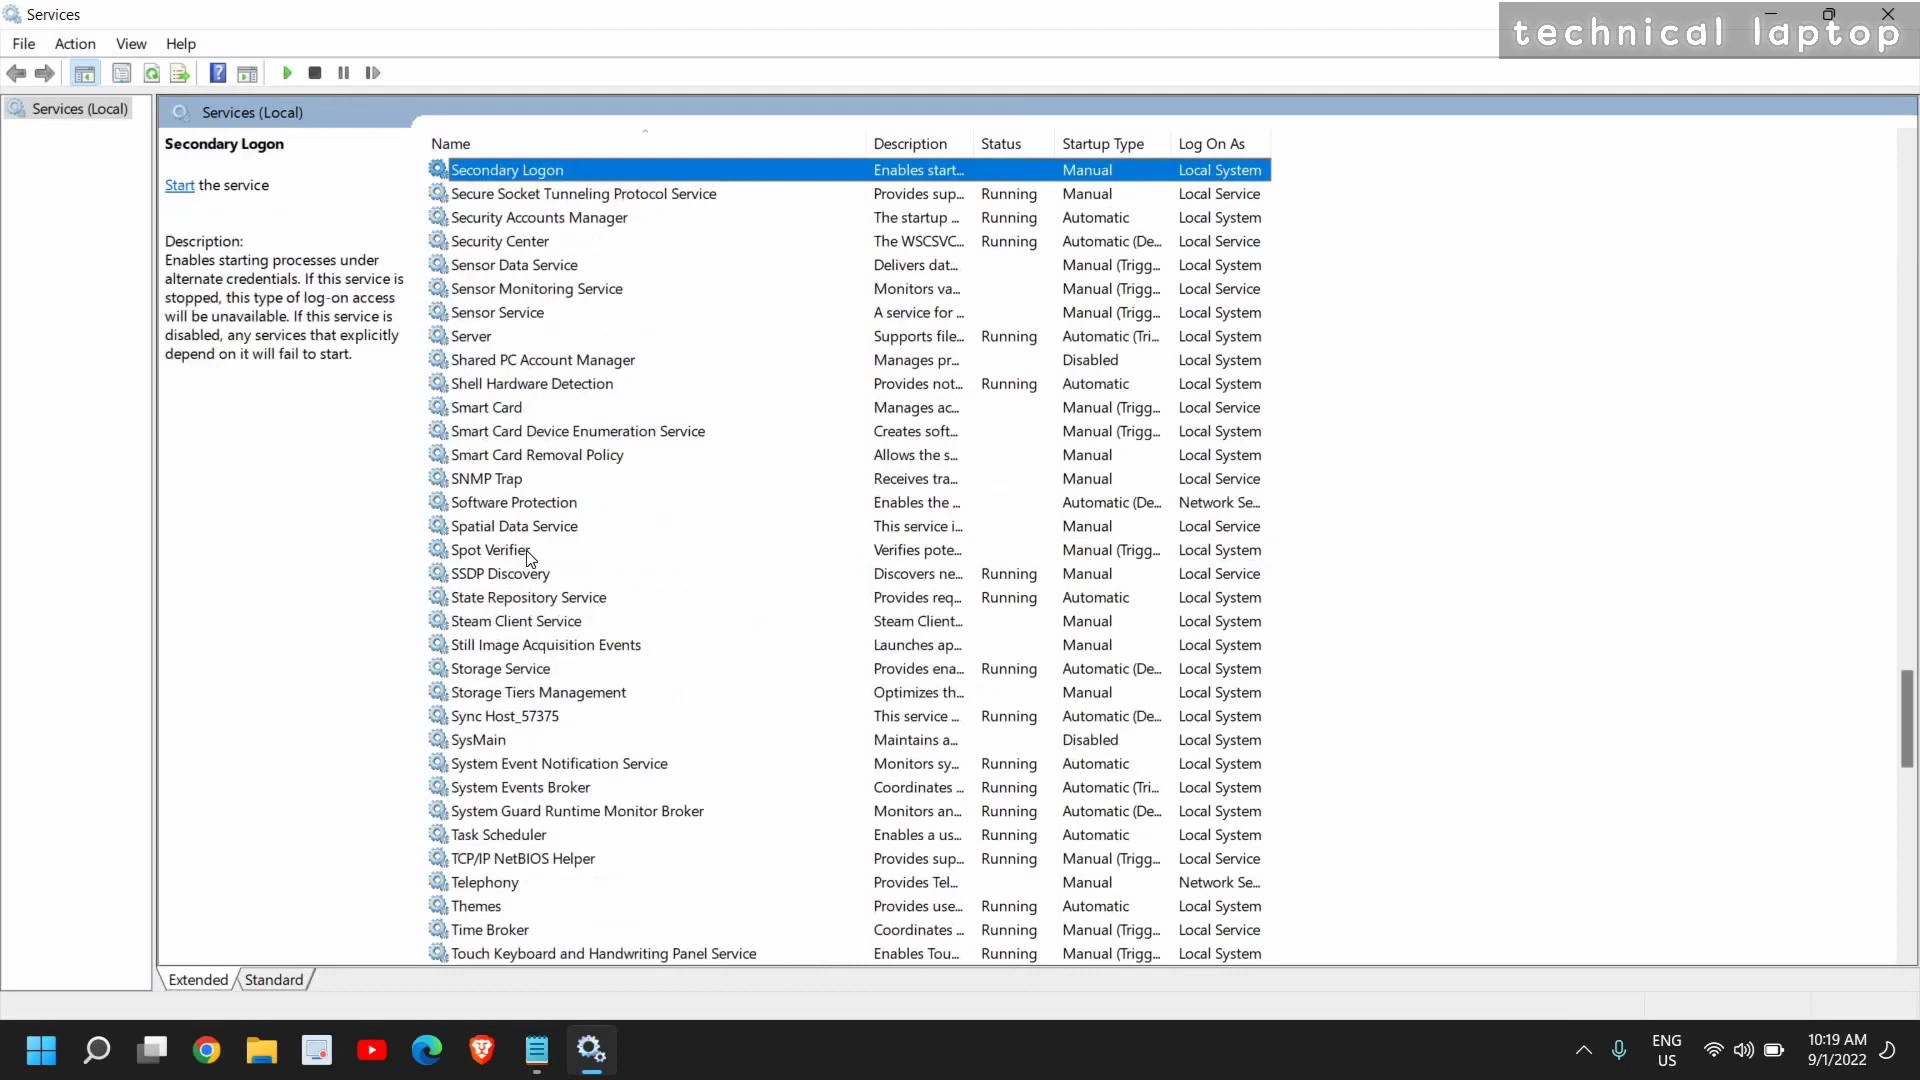 Services
technical laptop
File Action View Help
Services (Local)
Services (Local)
Secondary Logon
Start the service
Description:
Enables starting processes under
alternate credentials. If this service is
stopped, this type of log-on access
will be unavailable. If this service is
disabled, any services that explicitly
depend on it will fail to start.
Name Description Status Startup Type Log On As
Secondary Logon Enables start... Manual Local System
Secure Socket Tunneling Protocol Service Provides sup... Running Manual Local Service
Security Accounts Manager The startup ... Running Automatic Local System
Security Center The WSCSVC... Running Automatic (De... Local Service
Sensor Data Service Delivers dat... Manual (Trigg... Local System
Sensor Monitoring Service Monitors va... Manual (Trigg... Local Service
Sensor Service A service for ... Manual (Trigg... Local System
Server Supports file... Running Automatic (Tri... Local System
Shared PC Account Manager Manages pr... Disabled Local System
Shell Hardware Detection Provides not... Running Automatic Local System
Smart Card Manages ac... Manual (Trigg... Local Service
Smart Card Device Enumeration Service Creates soft... Manual (Trigg... Local System
Smart Card Removal Policy Allows the s... Manual Local System
SNMP Trap Receives tra... Manual Local Service
Software Protection Enables the ... Automatic (De... Network Se...
Spatial Data Service This service i... Manual Local Service
Spot Verifier Verifies pote... Manual (Trigg... Local System
SSDP Discovery Discovers ne... Running Manual Local Service
State Repository Service Provides req... Running Automatic Local System
Steam Client Service Steam Client... Manual Local System
Still Image Acquisition Events Launches ap... Manual Local System
Storage Service Provides ena... Running Automatic (De... Local System
Storage Tiers Management Optimizes th... Manual Local System
Sync Host_57375 This service ... Running Automatic (De... Local System
SysMain Maintains a... Disabled Local System
System Event Notification Service Monitors sy... Running Automatic Local System
System Events Broker Coordinates ... Running Automatic (Tri... Local System
System Guard Runtime Monitor Broker Monitors an... Running Automatic (De... Local System
Task Scheduler Enables a us... Running Automatic Local System
TCP/IP NetBIOS Helper Provides sup... Running Manual (Trigg... Local Service
Telephony Provides Tel... Manual Network Se...
Themes Provides use... Running Automatic Local System
Time Broker Coordinates ... Running Manual (Trigg... Local Service
Touch Keyboard and Handwriting Panel Service Enables Tou... Running Manual (Trigg... Local System
Extended Standard
ENG
US
10:19 AM
9/1/2022